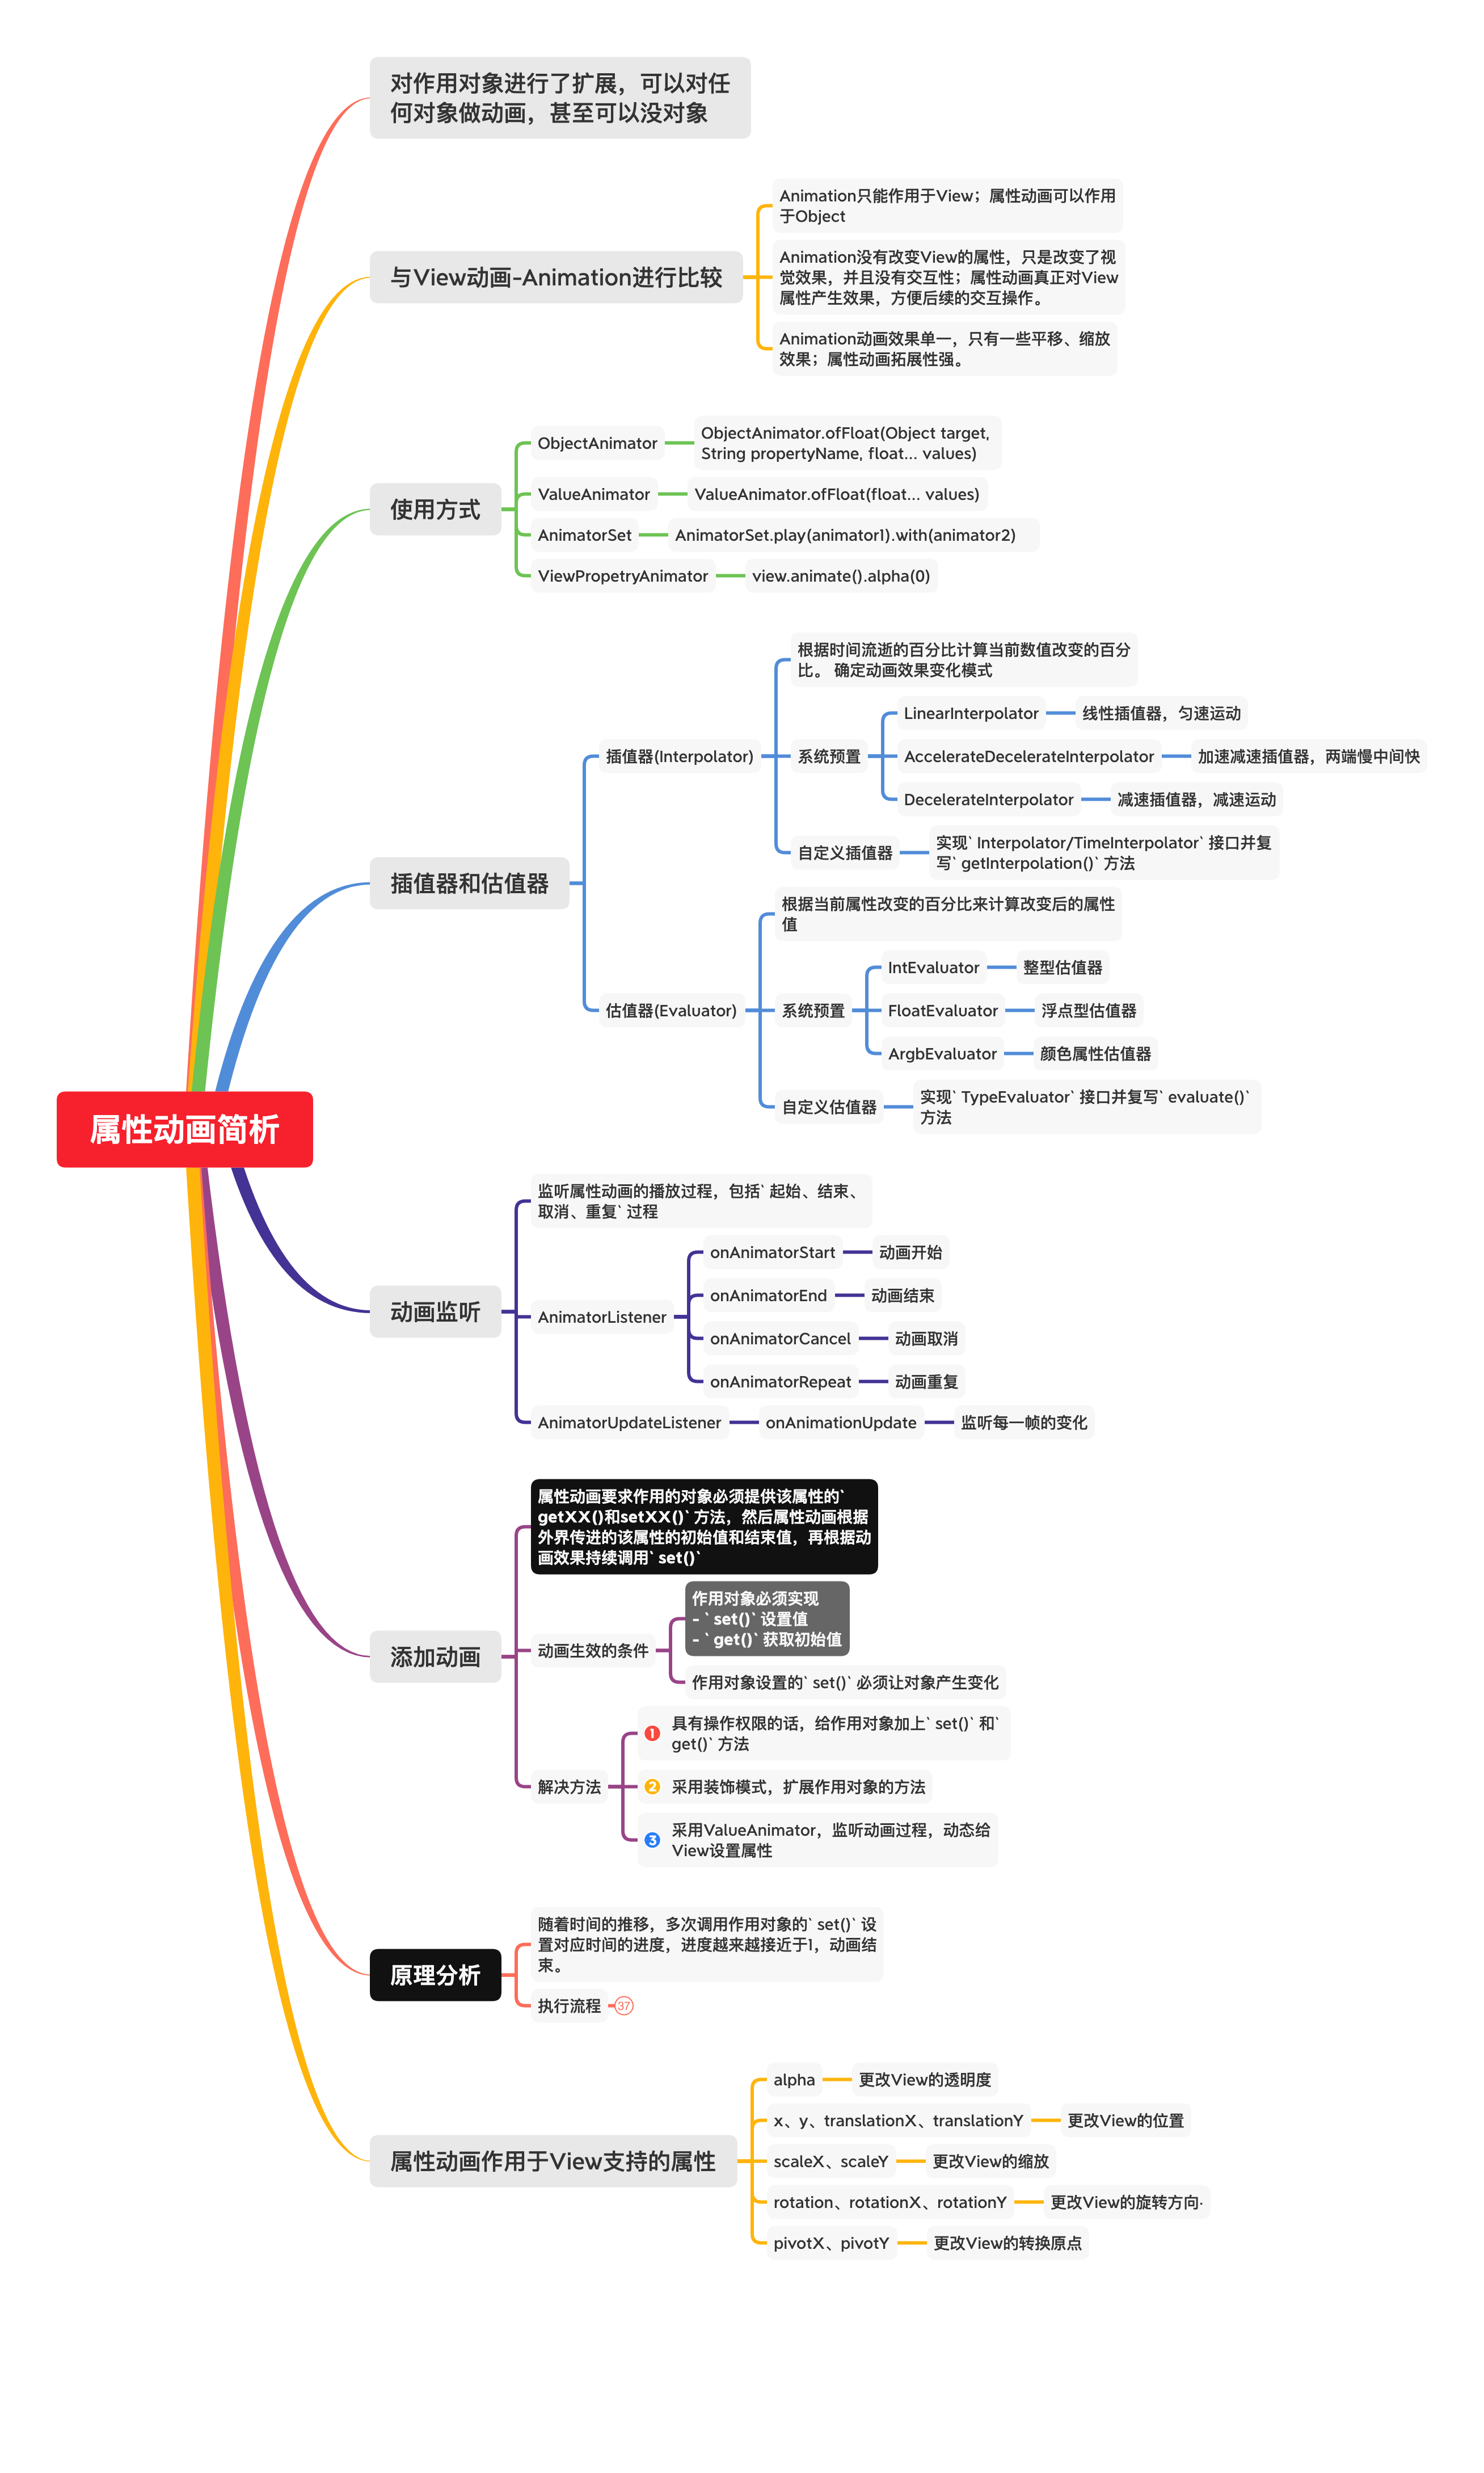 对作用对象进行了扩展，可以对任
何对象做动画，甚至可以没对象
与View动画-Animation进行比较
Animation只能作用于View；属性动画可以作用
于Object
Animation没有改变View的属性，只是改变了视
觉效果，并且没有交互性；属性动画真正对View
属性产生效果，方便后续的交互操作。
Animation动画效果单一，只有一些平移、缩放
效果；属性动画拓展性强。
使用方式
ObjectAnimator
ObjectAnimator.ofFloat(Object target,
String propertyName, float... values)
ValueAnimator
ValueAnimator.ofFloat(float... values)
AnimatorSet
AnimatorSet.play(animator1).with(animator2)
ViewPropetryAnimator
view.animate().alpha(0)
插值器和估值器
插值器(Interpolator)
根据时间流逝的百分比计算当前数值改变的百分
比。 确定动画效果变化模式
系统预置
LinearInterpolator
线性插值器，匀速运动
AccelerateDecelerateInterpolator
加速减速插值器，两端慢中间快
DecelerateInterpolator
减速插值器，减速运动
自定义插值器
实现`Interpolator/TimeInterpolator`接口并复
写`getInterpolation()`方法
估值器(Evaluator)
根据当前属性改变的百分比来计算改变后的属性
值
系统预置
IntEvaluator
整型估值器
FloatEvaluator
浮点型估值器
ArgbEvaluator
颜色属性估值器
自定义估值器
实现`TypeEvaluator`接口并复写`evaluate()`
方法
属性动画简析
动画监听
监听属性动画的播放过程，包括`起始、结束、
取消、重复`过程
AnimatorListener
onAnimatorStart
动画开始
onAnimatorEnd
动画结束
onAnimatorCancel
动画取消
onAnimatorRepeat
动画重复
AnimatorUpdateListener
onAnimationUpdate
监听每一帧的变化
添加动画
属性动画要求作用的对象必须提供该属性的`
getXX()和setXX()`方法，然后属性动画根据
外界传进的该属性的初始值和结束值，再根据动
画效果持续调用`set()`
动画生效的条件
作用对象必须实现
- `set()`设置值
- `get()`获取初始值
作用对象设置的`set()`必须让对象产生变化
解决方法
1 具有操作权限的话，给作用对象加上`set()`和`
get()`方法
2 采用装饰模式，扩展作用对象的方法
3 采用ValueAnimator，监听动画过程，动态给
View设置属性
原理分析
随着时间的推移，多次调用作用对象的`set()`设
置对应时间的进度，进度越来越接近于1，动画结
束。
执行流程
37
属性动画作用于View支持的属性
alpha
更改View的透明度
x、y、translationX、translationY
更改View的位置
scaleX、scaleY
更改View的缩放
rotation、rotationX、rotationY
更改View的旋转方向·
pivotX、pivotY
更改View的转换原点